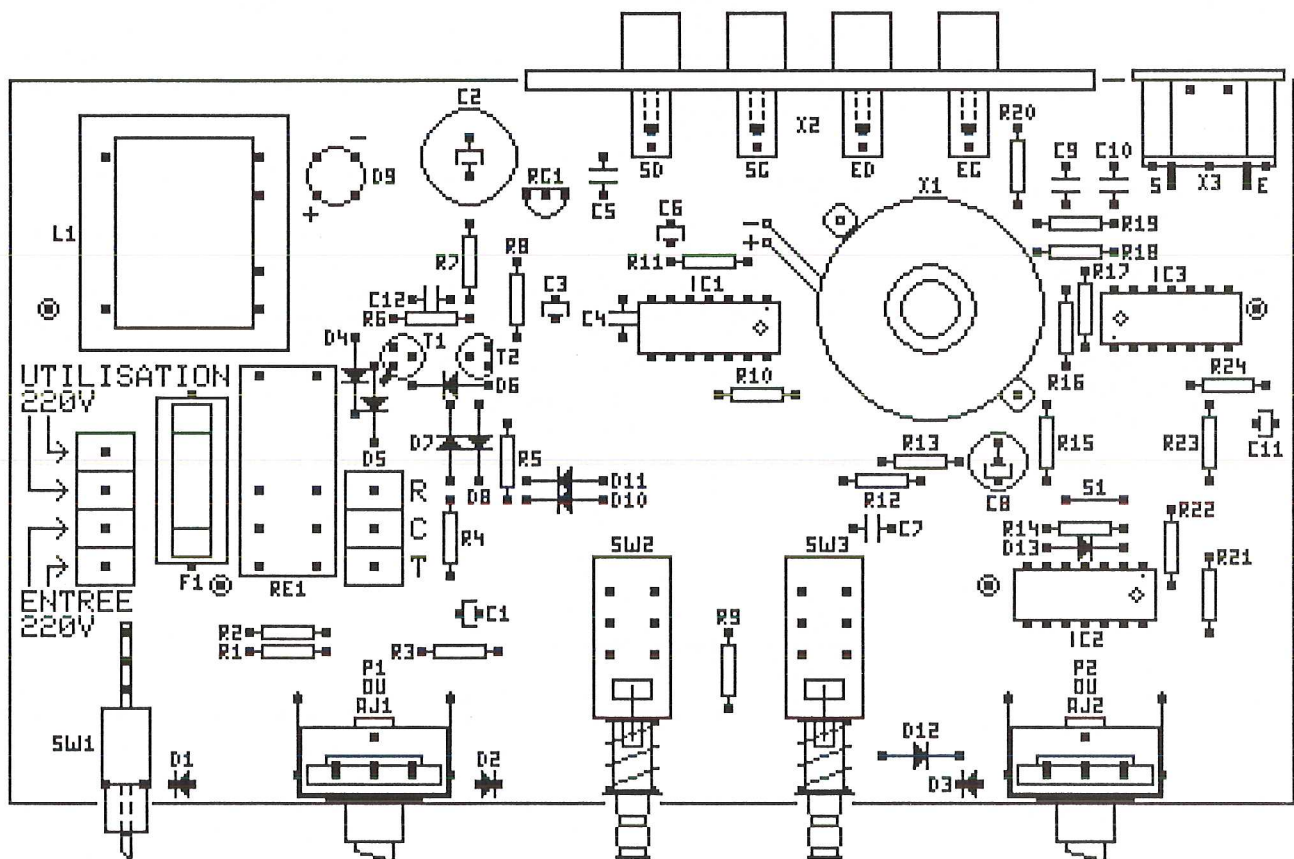 C2
R20
X2
SD
SG
ED
EG
C9
C10
S
X3
E
D9
RG1
C5
X1
L1
+
C6
R19
R18
R7
R8
R11
R17
IC3
IC1
C12
R6
C3
C4
D4
T1
T2
D6
R10
R16
R24
UTILISATION
220V
D7
D5
D8
R5
D11
D10
R13
R12
C8
R15
R23
C11
S1
R
C
T
R4
C7
R14
D13
R22
SW2
SW3
F1
RE1
R21
ENTREE
220V
C1
IC2
R2
R1
R3
R9
P1
OU
AJ1
P2
OU
AJ2
SW1
D1
D2
D12
D3